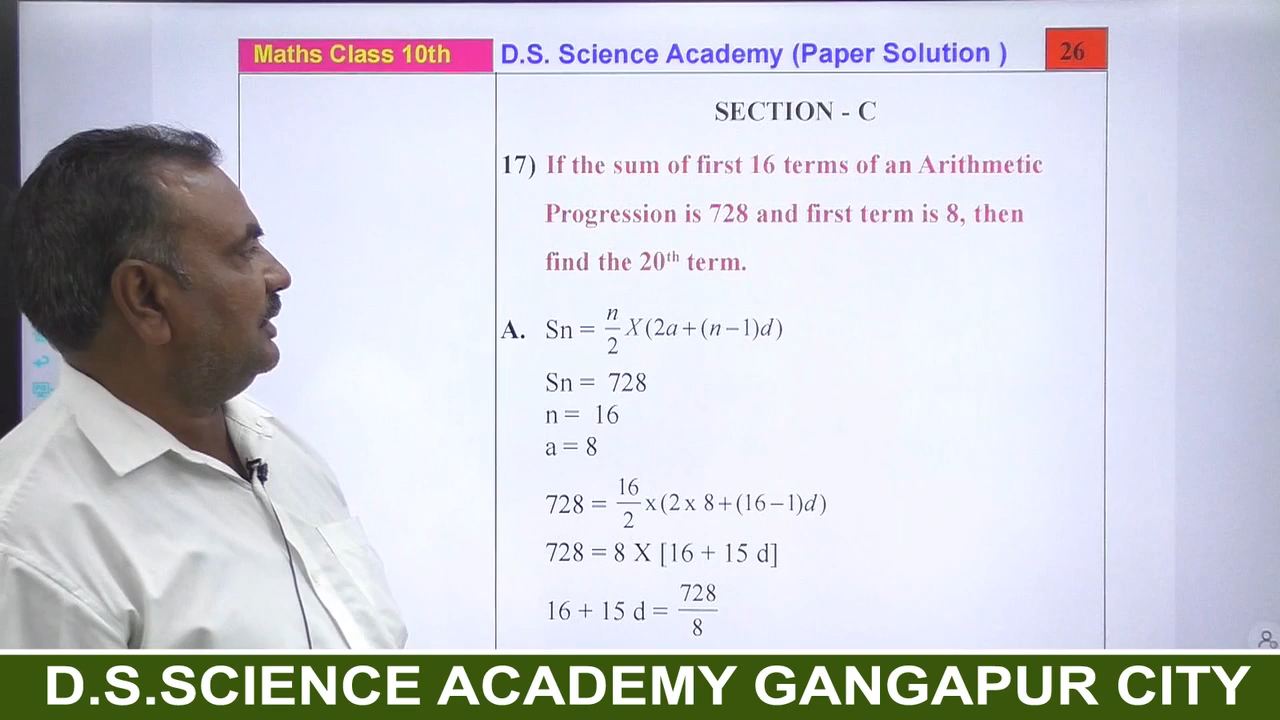 Maths Class 10th D.S. Science Academy (Paper Solution ) 26
SECTION - C
17) If the sum of first 16 terms of an Arithmetic
Progression is 728 and first term is 8, then
find the 20th term.
A. Sn = n/2 X(2a+(n−1)d)
Sn = 728
n = 16
a = 8
728 = 16/2 x(2x 8+(16−1)d)
728 = 8 X [16 + 15 d]
16 + 15 d = 728/8
D.S.SCIENCE ACADEMY GANGAPUR CITY